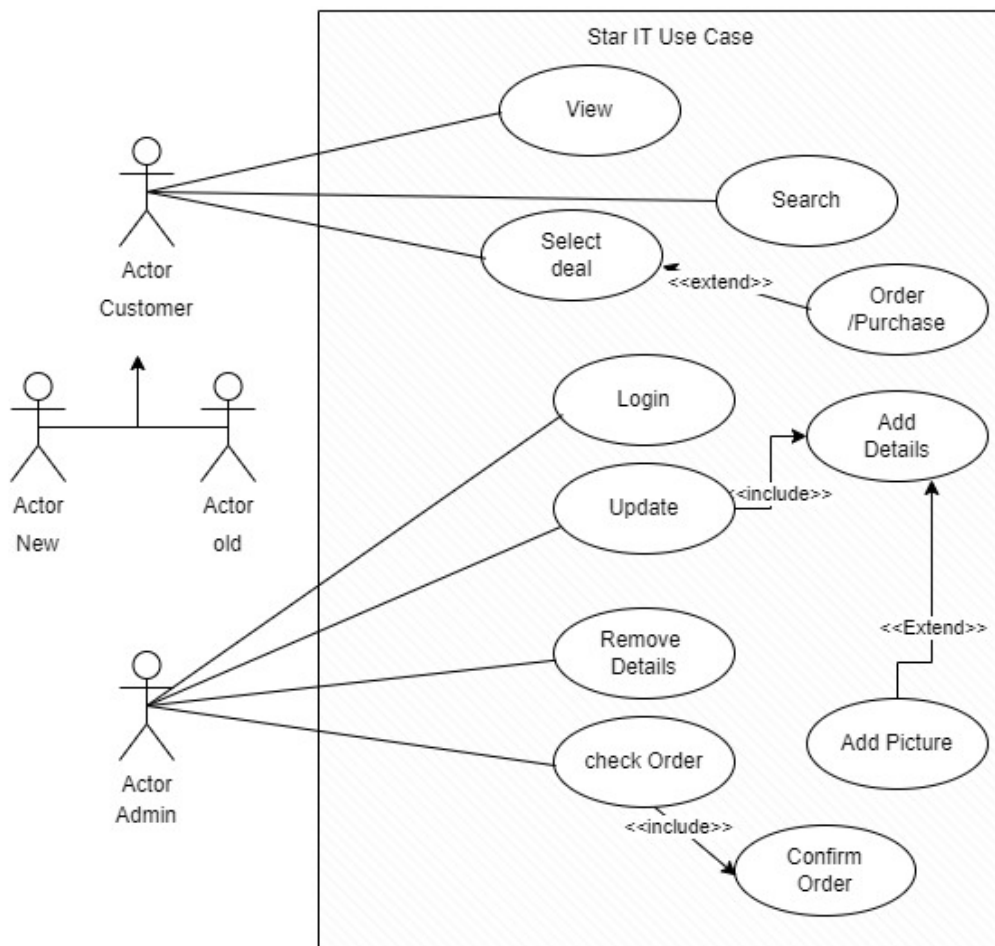 Star IT Use Case
View
Search
Actor
Customer
Select
deal
<<extend>>
Order
/Purchase
Login
Add
Details
Actor
New
Actor
old
Update
<<include>>
<<Extend>>
Remove
Details
Add Picture
check Order
Actor
Admin
<<include>>
Confirm
Order